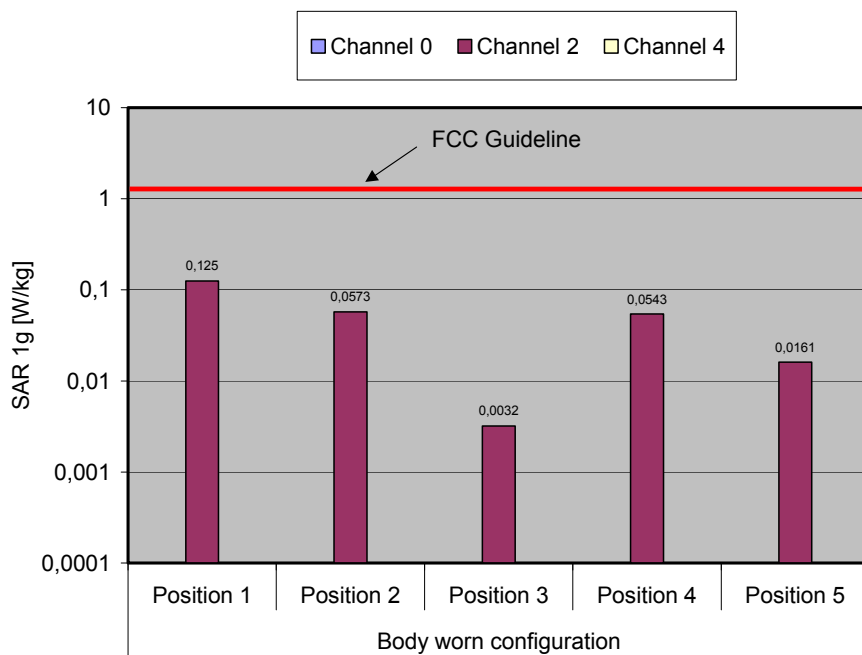 Channel 0 Channel 2 Channel 4
10
FCC Guideline
1
0,125
0,1
0,0573
0,0543
0,0161
0,01
0,0032
0,001
0,0001
SAR 1g [W/kg]
Position 1 Position 2 Position 3 Position 4 Position 5
Body worn configuration